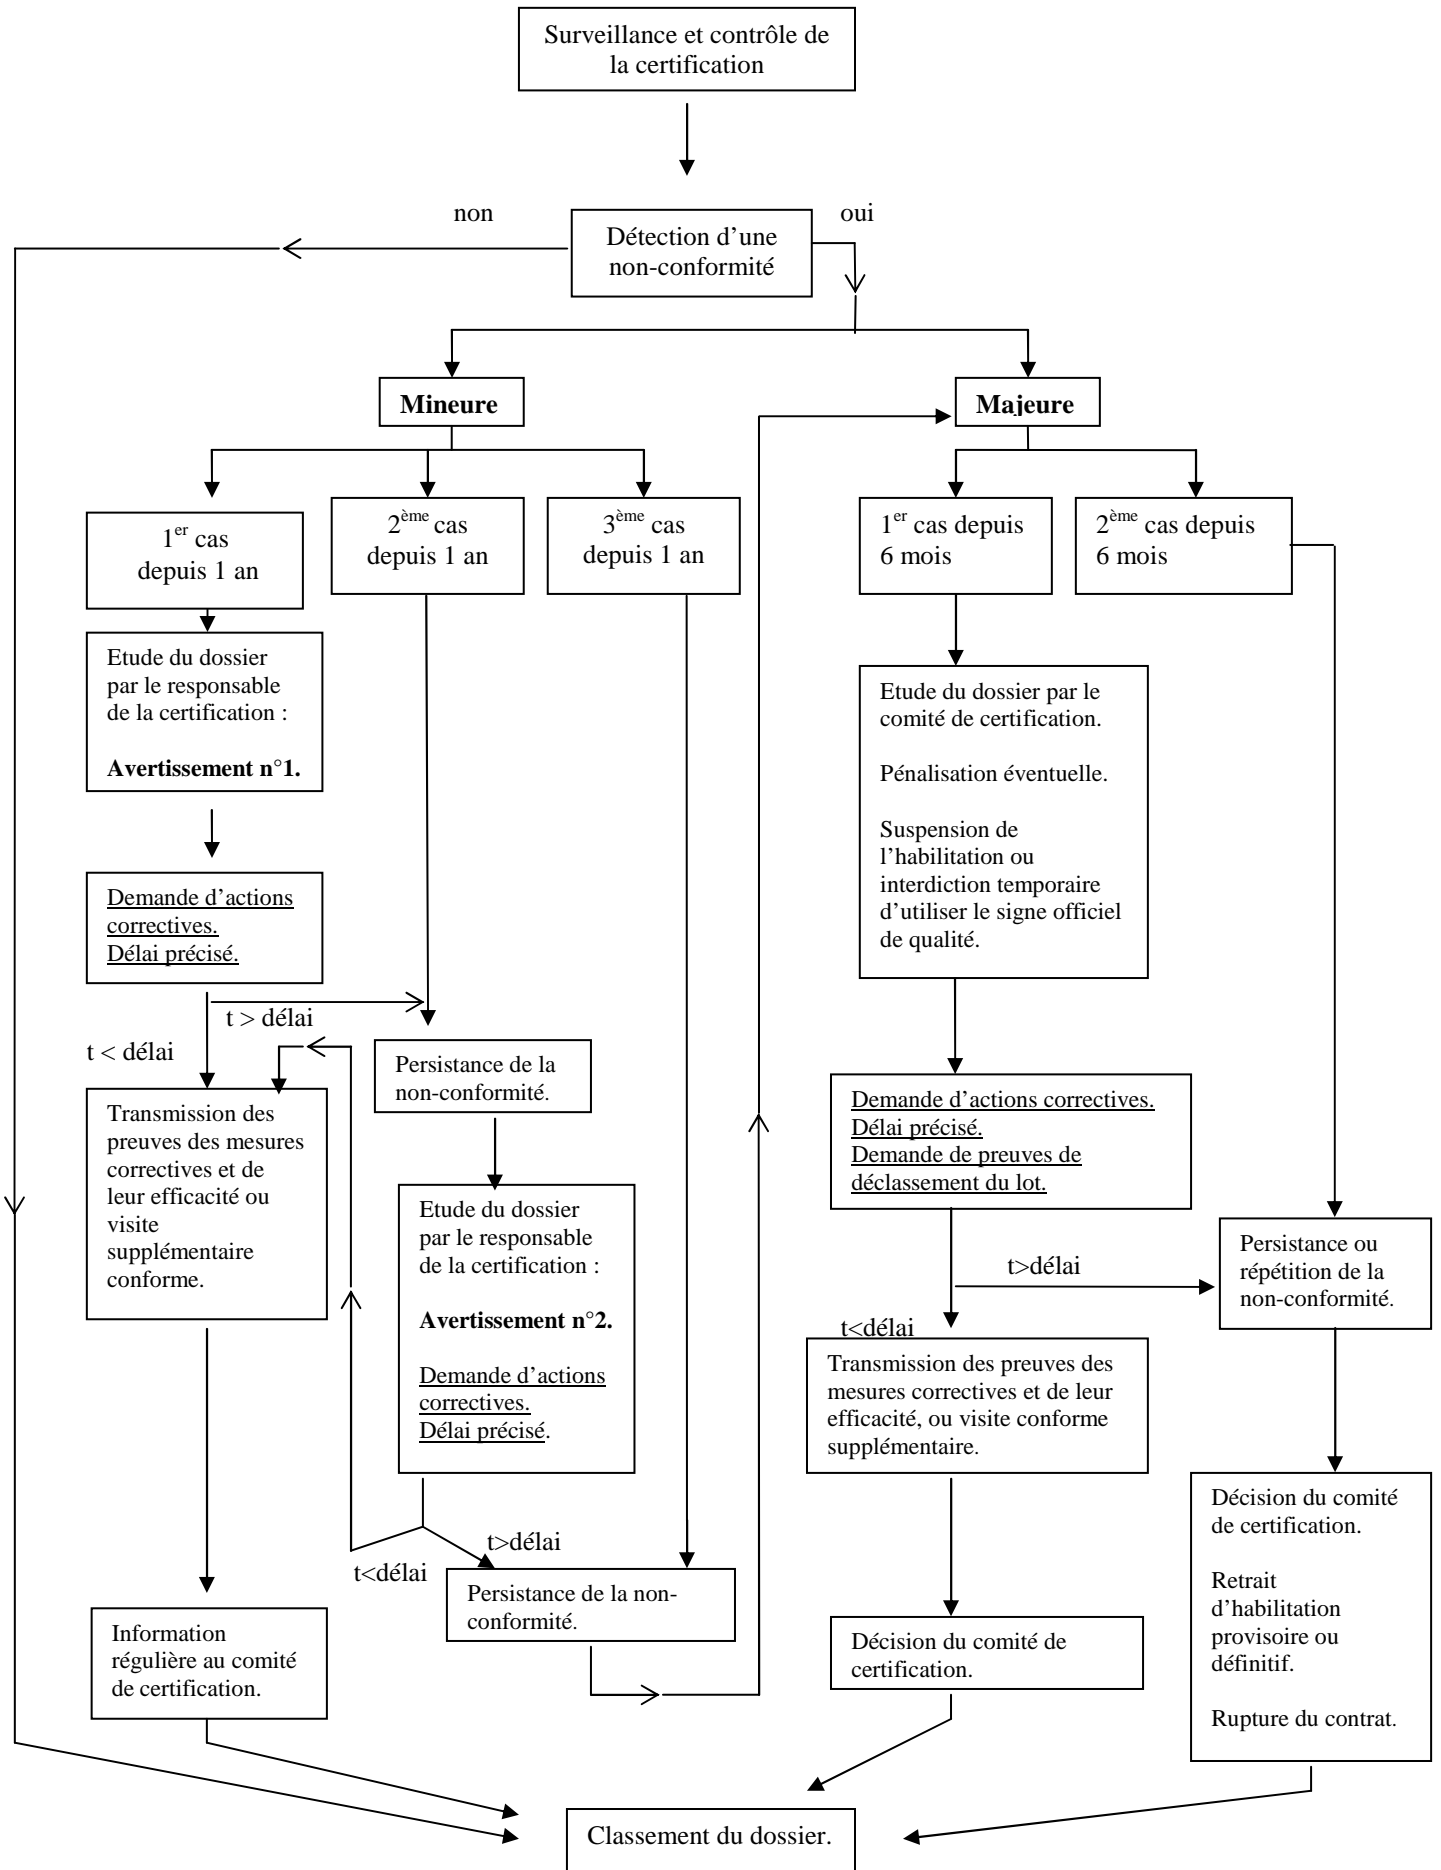 Surveillance et contrôle de
la certification
non
oui
Détection d’une
non-conformité
Mineure
Majeure
1er cas
depuis 1 an
2ème cas
depuis 1 an
3ème cas
depuis 1 an
1er cas depuis
6 mois
2ème cas depuis
6 mois
Etude du dossier
par le responsable
de la certification :
Avertissement n°1.
Demande d’actions
correctives.
Délai précisé.
t > délai
t < délai
Transmission des
preuves des mesures
correctives et de
leur efficacité ou
visite
supplémentaire
conforme.
Information
régulière au comité
de certification.
Persistance de la
non-conformité.
Etude du dossier
par le responsable
de la certification :
Avertissement n°2.
Demande d’actions
correctives.
Délai précisé.
t>délai
t<délai
Persistance de la non-
conformité.
Etude du dossier par le
comité de certification.
Pénalisation éventuelle.
Suspension de
l’habilitation ou
interdiction temporaire
d’utiliser le signe officiel
de qualité.
Demande d’actions correctives.
Délai précisé.
Demande de preuves de
déclassement du lot.
t>délai
t<délai
Transmission des preuves des
mesures correctives et de leur
efficacité, ou visite conforme
supplémentaire.
Décision du comité de
certification.
Persistance ou
répétition de la
non-conformité.
Décision du comité
de certification.
Retrait
d’habilitation
provisoire ou
définitif.
Rupture du contrat.
Classement du dossier.